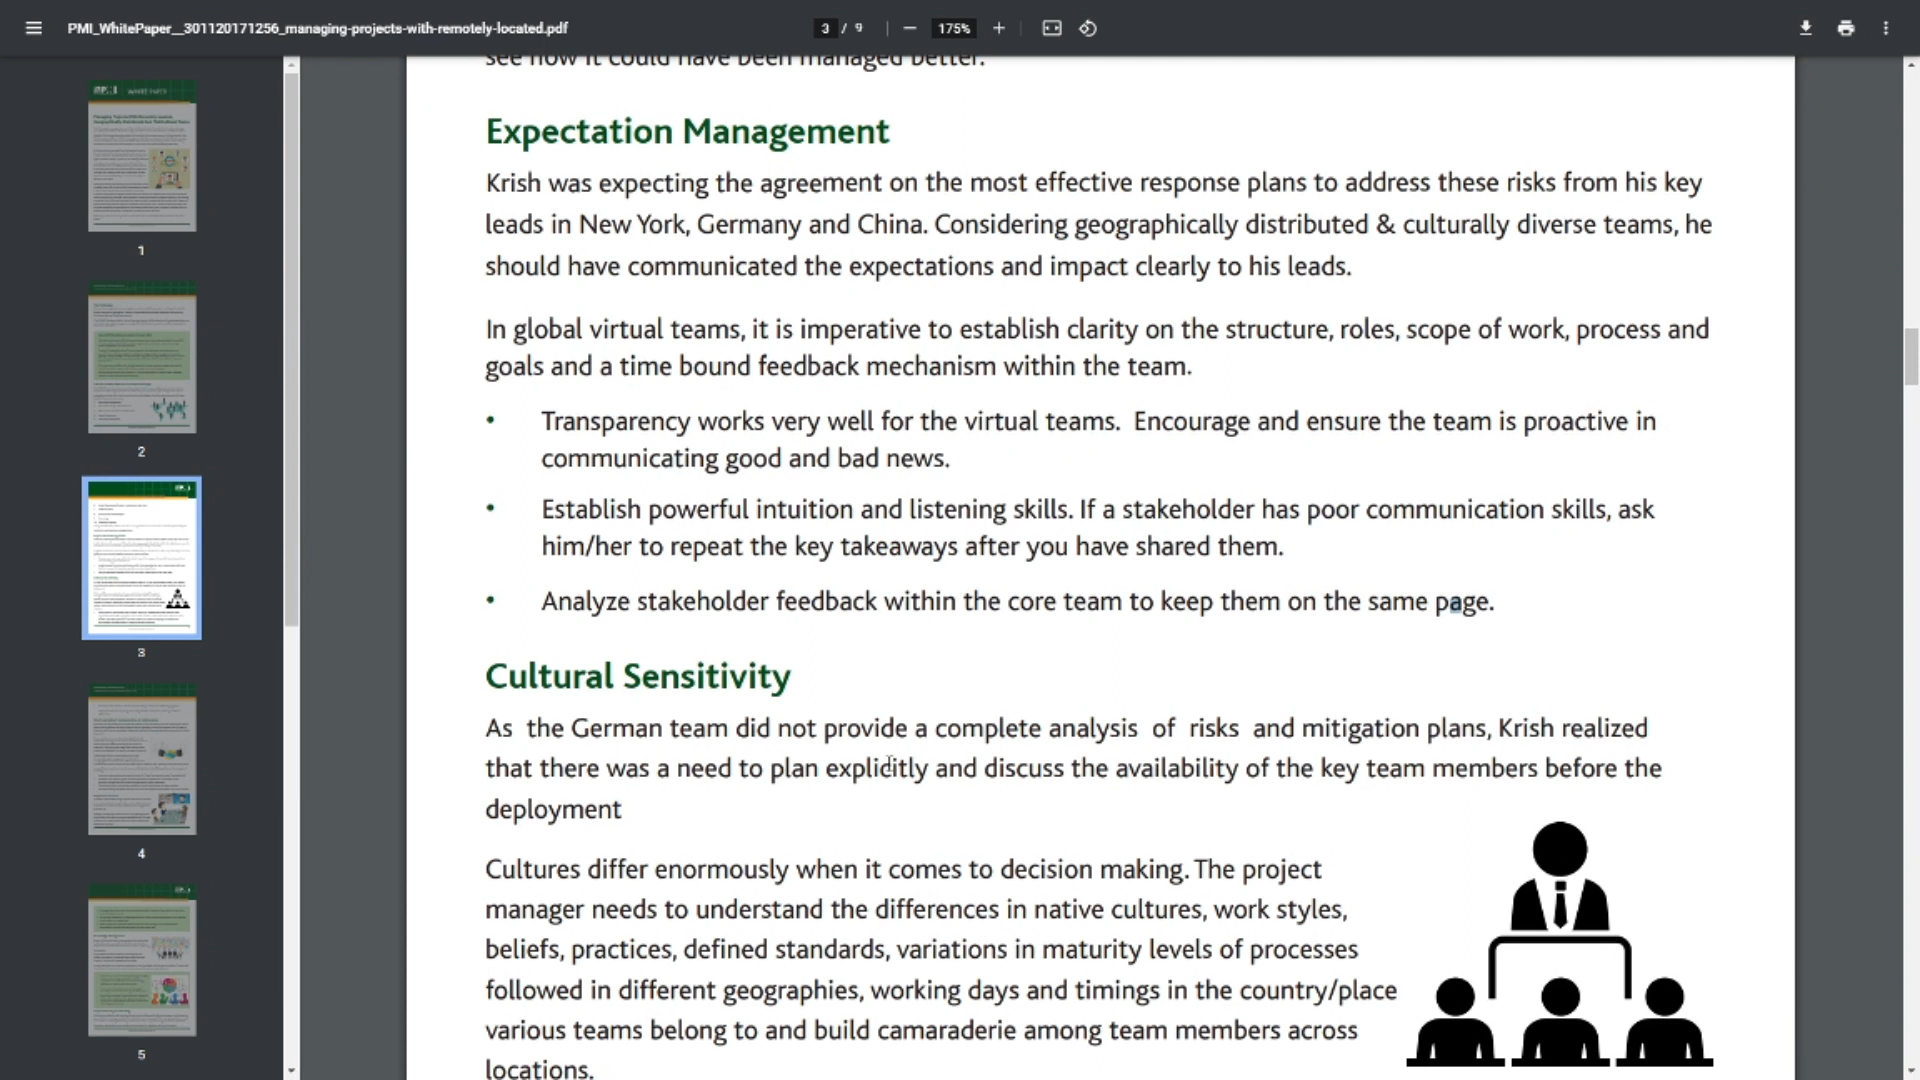 PMI_WhitePaper__301120171256_managing-projects-with-remotely-located.pdf
3 / 9
175%
see how it could have been managed better.
Expectation Management
Krish was expecting the agreement on the most effective response plans to address these risks from his key
leads in New York, Germany and China. Considering geographically distributed & culturally diverse teams, he
should have communicated the expectations and impact clearly to his leads.
In global virtual teams, it is imperative to establish clarity on the structure, roles, scope of work, process and
goals and a time bound feedback mechanism within the team.
• Transparency works very well for the virtual teams. Encourage and ensure the team is proactive in
communicating good and bad news.
• Establish powerful intuition and listening skills. If a stakeholder has poor communication skills, ask
him/her to repeat the key takeaways after you have shared them.
• Analyze stakeholder feedback within the core team to keep them on the same page.
Cultural Sensitivity
As the German team did not provide a complete analysis of risks and mitigation plans, Krish realized
that there was a need to plan explicitly and discuss the availability of the key team members before the
deployment
Cultures differ enormously when it comes to decision making. The project
manager needs to understand the differences in native cultures, work styles,
beliefs, practices, defined standards, variations in maturity levels of processes
followed in different geographies, working days and timings in the country/place
various teams belong to and build camaraderie among team members across
locations.
1
2
3
4
5